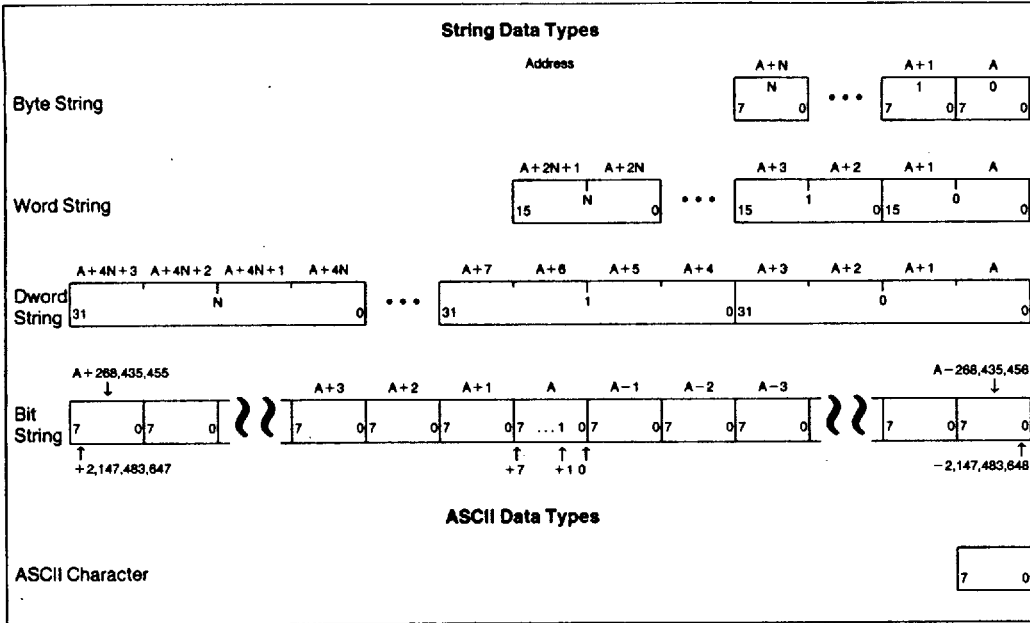 String Data Types
Address
A+N A+1 A
Byte String
N 1 0
7 0 • • • 7 0 7 0
A+2N+1 A+2N A+3 A+2 A+1 A
Word String
N 1 0
15 0 • • • 15 0 15 0
A+4N+3 A+4N+2 A+4N+1 A+4N A+7 A+6 A+5 A+4 A+3 A+2 A+1 A
Dword String
N 1 0
31 0 • • • 31 0 31 0
A+268,435,455 A−268,435,456
A+3 A+2 A+1 A A−1 A−2 A−3
Bit String
7 0 7 0 7 0 7 0 7 0 7 ...1 0 7 0 7 0 7 0 7 0 7 0
+2,147,483,647 +7 +1 0 −2,147,483,648
ASCII Data Types
ASCII Character
7 0